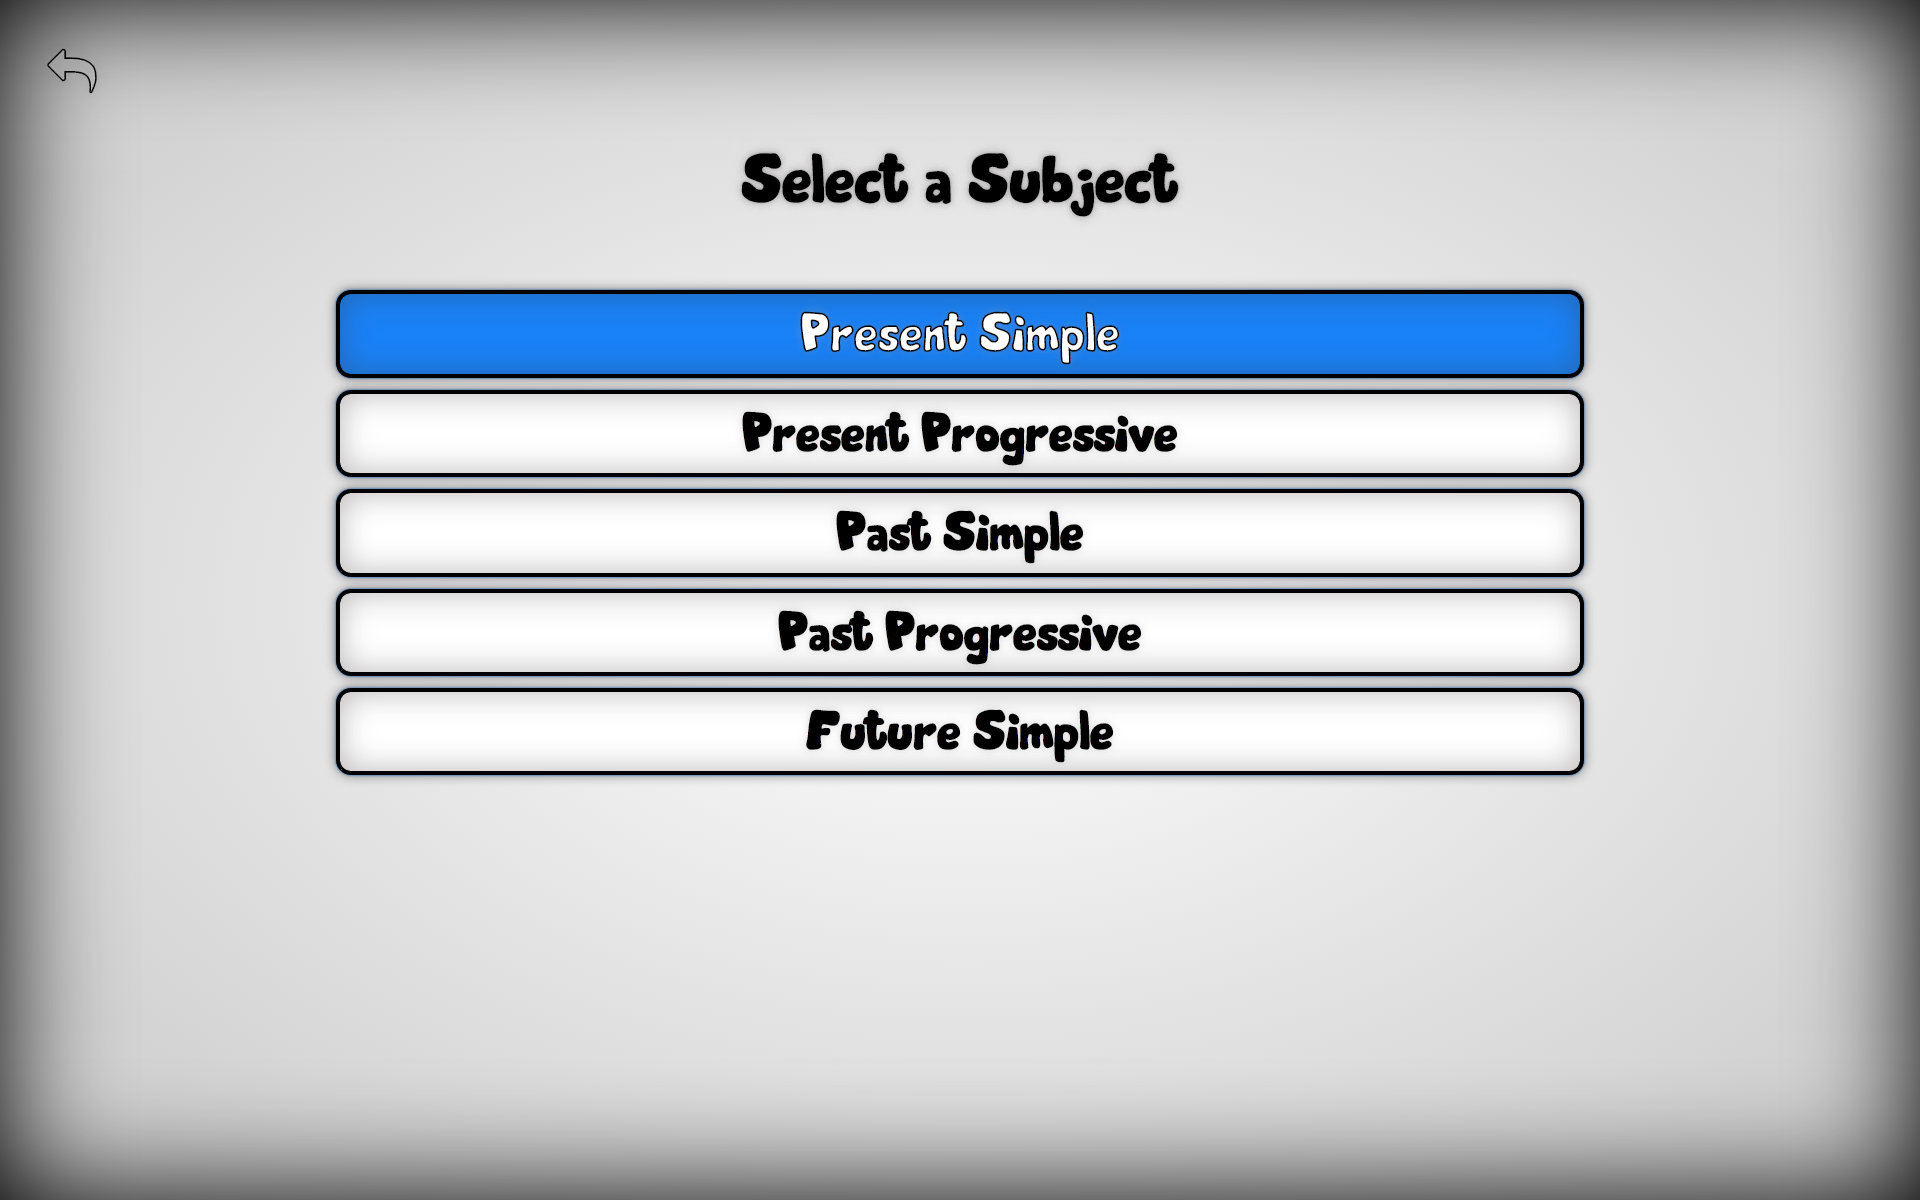 Select a Subject
Present Simple
Present Progressive
Past Simple
Past Progressive
Future Simple